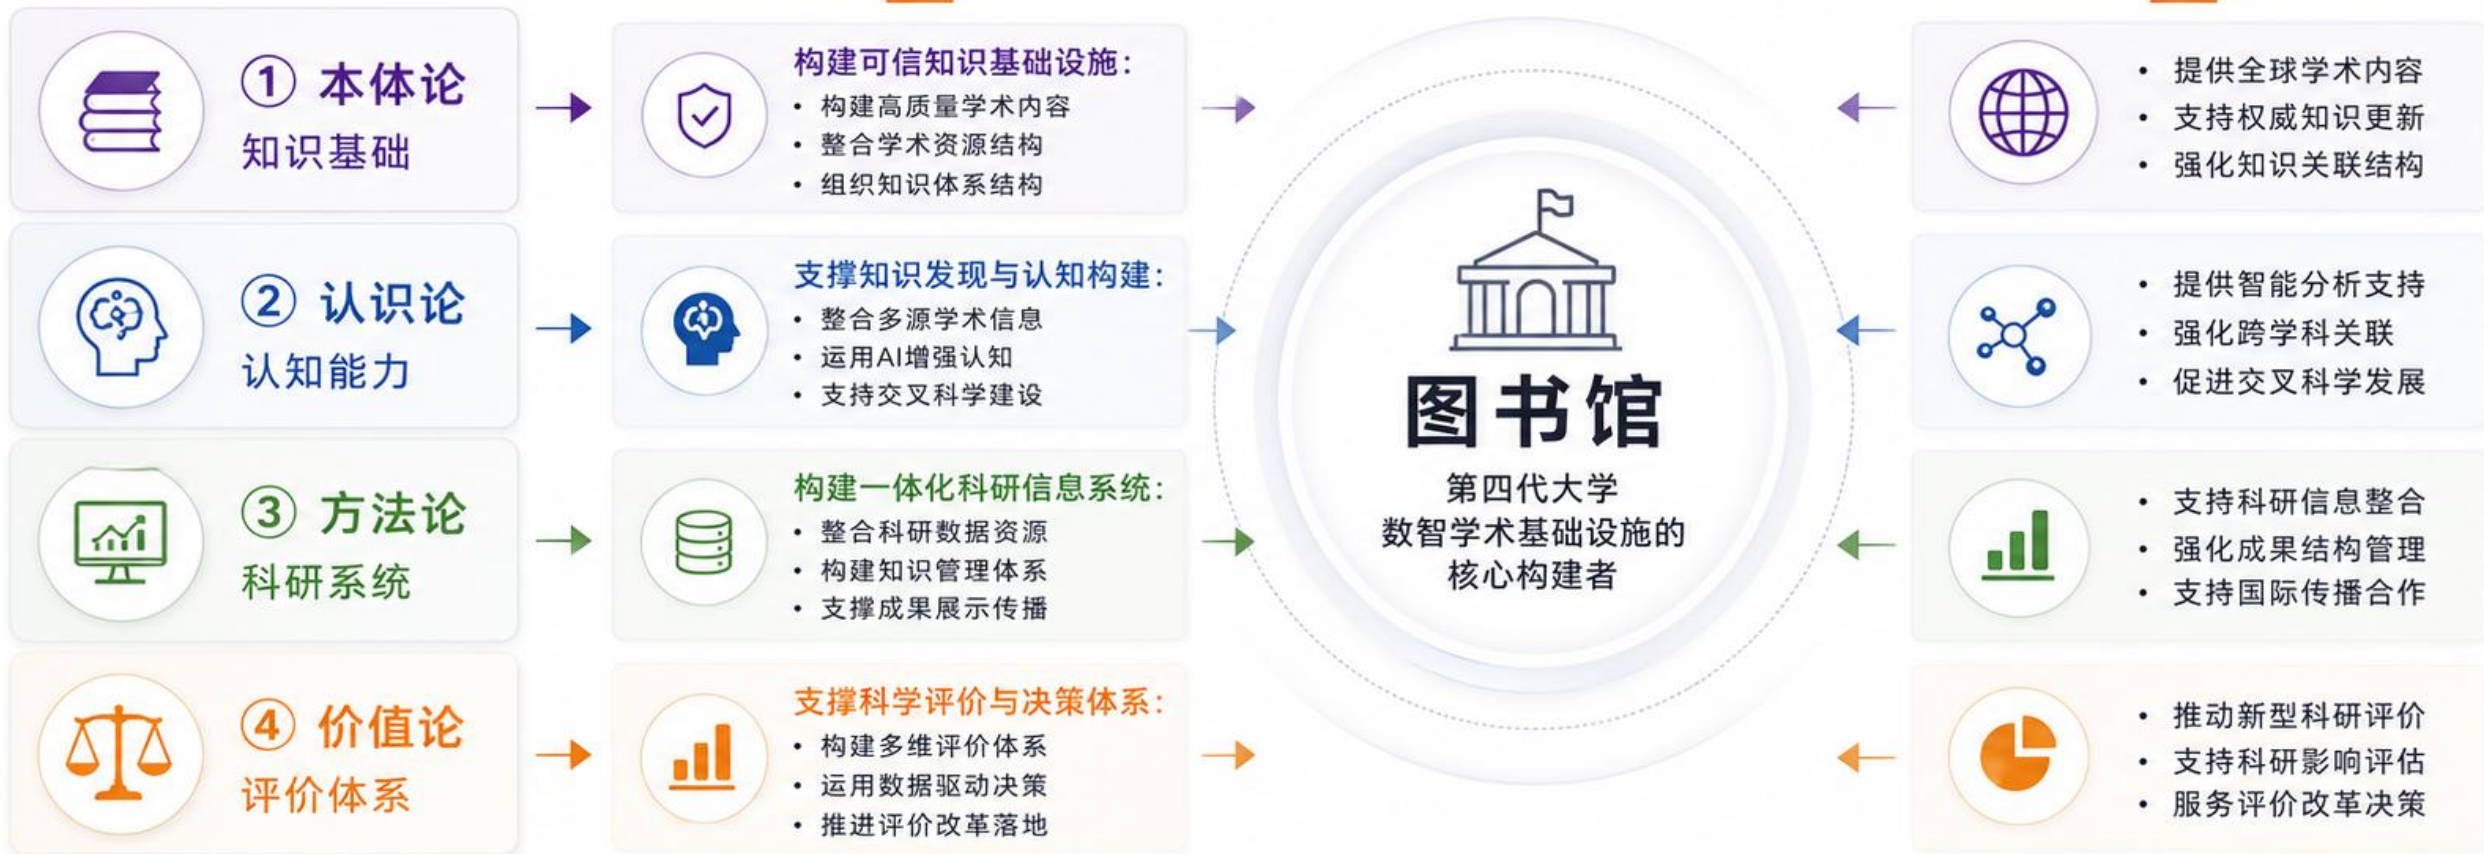 ① 本体论
知识基础
构建可信知识基础设施：
• 构建高质量学术内容
• 整合学术资源结构
• 组织知识体系结构
② 认识论
认知能力
支撑知识发现与认知构建：
• 整合多源学术信息
• 运用AI增强认知
• 支持交叉科学建设
③ 方法论
科研系统
构建一体化科研信息系统：
• 整合科研数据资源
• 构建知识管理体系
• 支撑成果展示传播
④ 价值论
评价体系
支撑科学评价与决策体系：
• 构建多维评价体系
• 运用数据驱动决策
• 推进评价改革落地
图书馆
第四代大学
数智学术基础设施的
核心构建者
• 提供全球学术内容
• 支持权威知识更新
• 强化知识关联结构
• 提供智能分析支持
• 强化跨学科关联
• 促进交叉科学发展
• 支持科研信息整合
• 强化成果结构管理
• 支持国际传播合作
• 推动新型科研评价
• 支持科研影响评估
• 服务评价改革决策